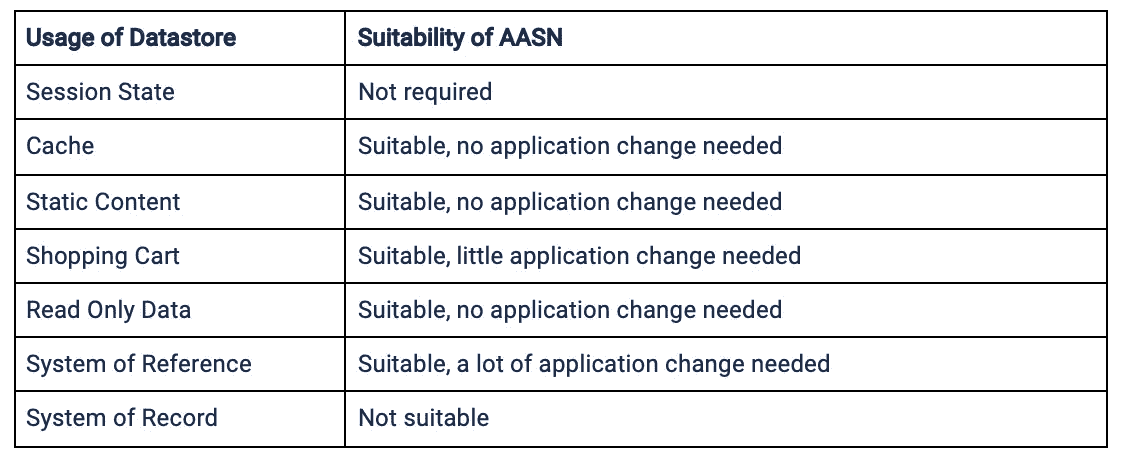 Usage of Datastore Suitability of AASN
Session State Not required
Cache Suitable, no application change needed
Static Content Suitable, no application change needed
Shopping Cart Suitable, little application change needed
Read Only Data Suitable, no application change needed
System of Reference Suitable, a lot of application change needed
System of Record Not suitable